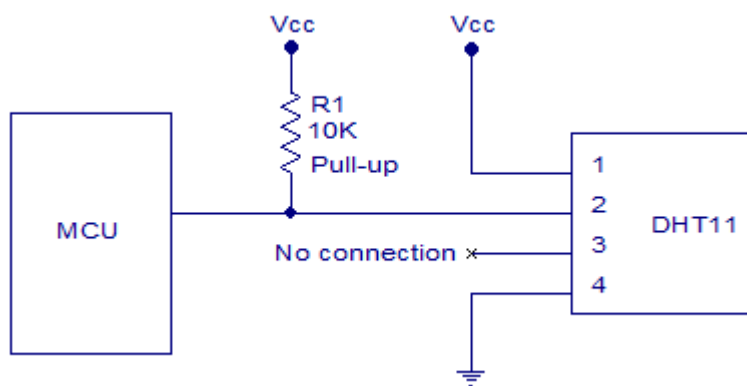 Vcc
Vcc
R1
10K
Pull-up
MCU
No connection
1
2
3
4
DHT11